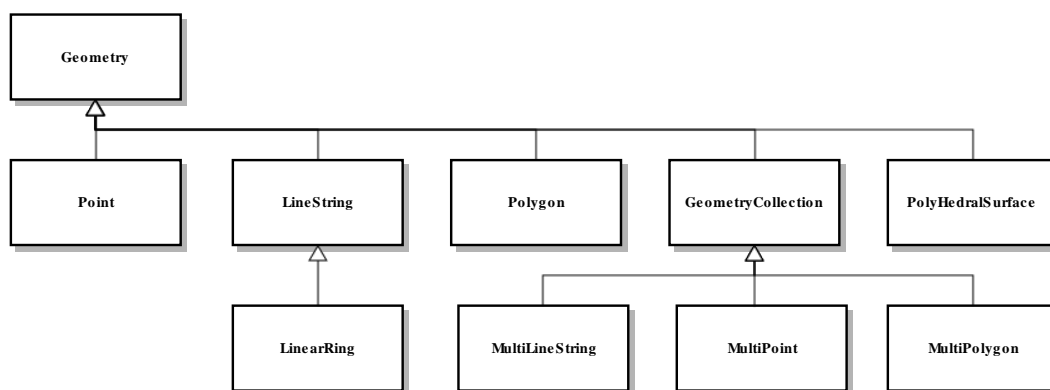 Geometry
Point
LineString
Polygon
GeometryCollection
PolyHedralSurface
LinearRing
MultiLineString
MultiPoint
MultiPolygon